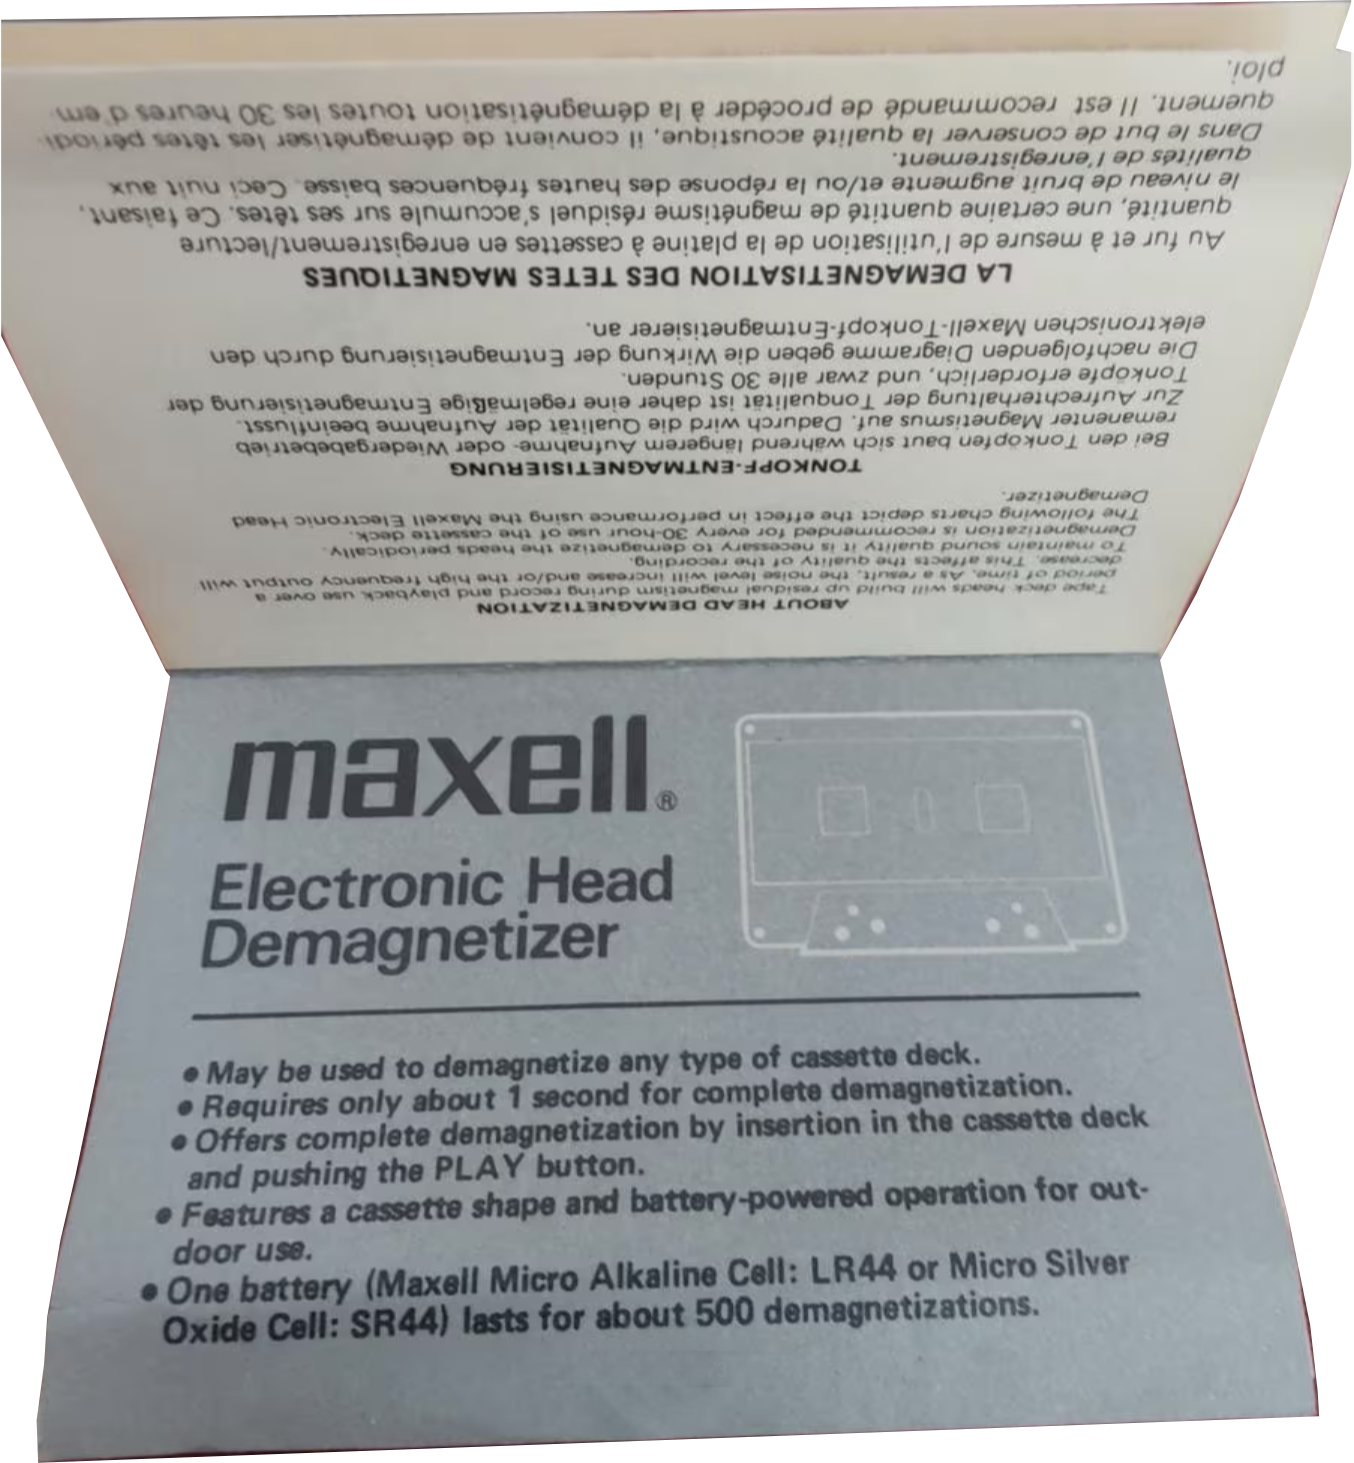 maxell®
Electronic Head
Demagnetizer
• May be used to demagnetize any type of cassette deck.
• Requires only about 1 second for complete demagnetization.
• Offers complete demagnetization by insertion in the cassette deck
and pushing the PLAY button.
• Features a cassette shape and battery-powered operation for out-
door use.
• One battery (Maxell Micro Alkaline Cell: LR44 or Micro Silver
Oxide Cell: SR44) lasts for about 500 demagnetizations.
ABOUT HEAD DEMAGNETIZATION
Tape deck heads will build up residual magnetism during record and playback use over a
period of time. As a result, the noise level will increase and/or the high frequency output will
decrease. This affects the quality of the recording.
To maintain sound quality it is necessary to demagnetize the heads periodically.
Demagnetization is recommended for every 30-hour use of the cassette deck.
The following charts depict the effect in performance using the Maxell Electronic Head
Demagnetizer.
TONKOPF-ENTMAGNETISIERUNG
Bei den Tonköpfen baut sich während längerem Aufnahme- oder Wiedergabebetrieb
remanenter Magnetismus auf. Dadurch wird die Qualität der Aufnahme beeinflusst.
Zur Aufrechterhaltung der Tonqualität ist daher eine regelmäßige Entmagnetisierung der
Tonköpfe erforderlich, und zwar alle 30 Stunden.
Die nachfolgenden Diagramme geben die Wirkung der Entmagnetisierung durch den
elektronischen Maxell-Tonkopf-Entmagnetisierer an.
LA DEMAGNETISATION DES TETES MAGNETIQUES
Au fur et à mesure de l'utilisation de la platine à cassettes en enregistrement/lecture
quantité, une certaine quantité de magnétisme résiduel s'accumule sur ses têtes. Ce faisant,
le niveau de bruit augmente et/ou la réponse des hautes fréquences baisse. Ceci nuit aux
qualités de l'enregistrement.
Dans le but de conserver la qualité acoustique, il convient de démagnétiser les têtes périodi-
quement. Il est recommandé de procéder à la démagnétisation toutes les 30 heures d'em-
ploi.